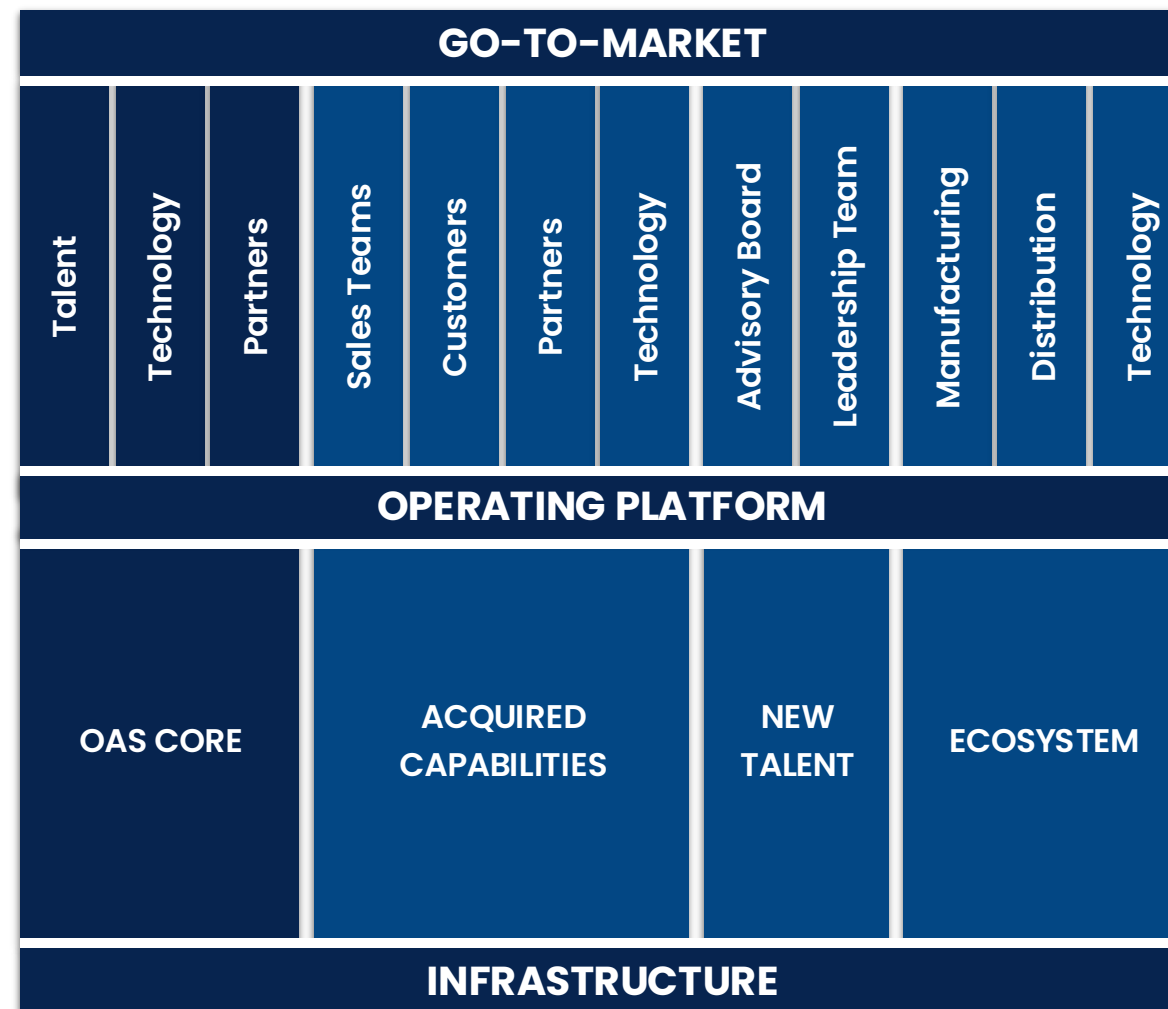 GO-TO-MARKET
Talent
Technology
Partners
Sales Teams
Customers
Partners
Technology
Advisory Board
Leadership Team
Manufacturing
Distribution
Technology
OPERATING PLATFORM
OAS CORE
ACQUIRED
CAPABILITIES
NEW
TALENT
ECOSYSTEM
INFRASTRUCTURE